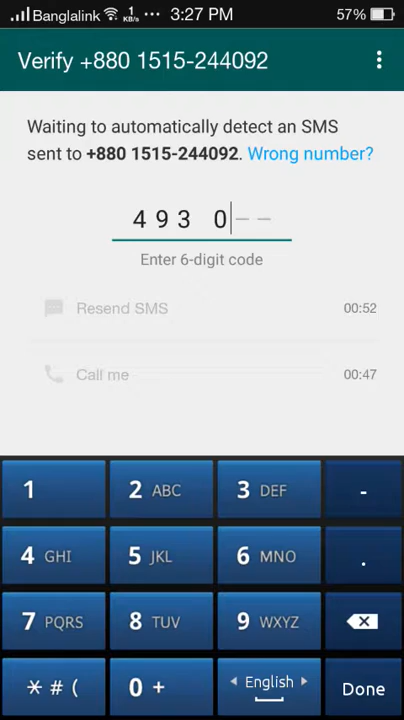 Banglalink 1 KB/s ... 3:27 PM 57%
Verify +880 1515-244092
Waiting to automatically detect an SMS
sent to +880 1515-244092. Wrong number?
493 0
Enter 6-digit code
Resend SMS 00:52
Call me 00:47
1 2 ABC 3 DEF -
4 GHI 5 JKL 6 MNO .
7 PQRS 8 TUV 9 WXYZ
* # ( 0 + English Done